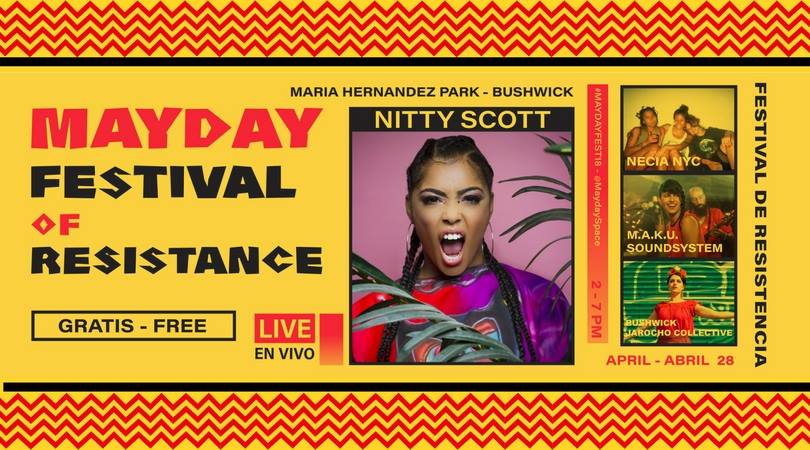 MARIA HERNANDEZ PARK - BUSHWICK
MAYDAY
FESTIVAL
OF
RESISTANCE
GRATIS - FREE
LIVE
EN VIVO
NITTY SCOTT
#MAYDAYFEST18 - @MaydaySpace
2 - 7 PM
NECIA NYC
M.A.K.U.
SOUNDSYSTEM
BUSHWICK
JAROCHO COLLECTIVE
APRIL - ABRIL 28
FESTIVAL DE RESISTENCIA